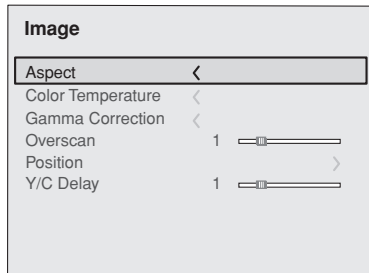 Image
Aspect
Color Temperature
Gamma Correction
Overscan 1
Position
Y/C Delay 1